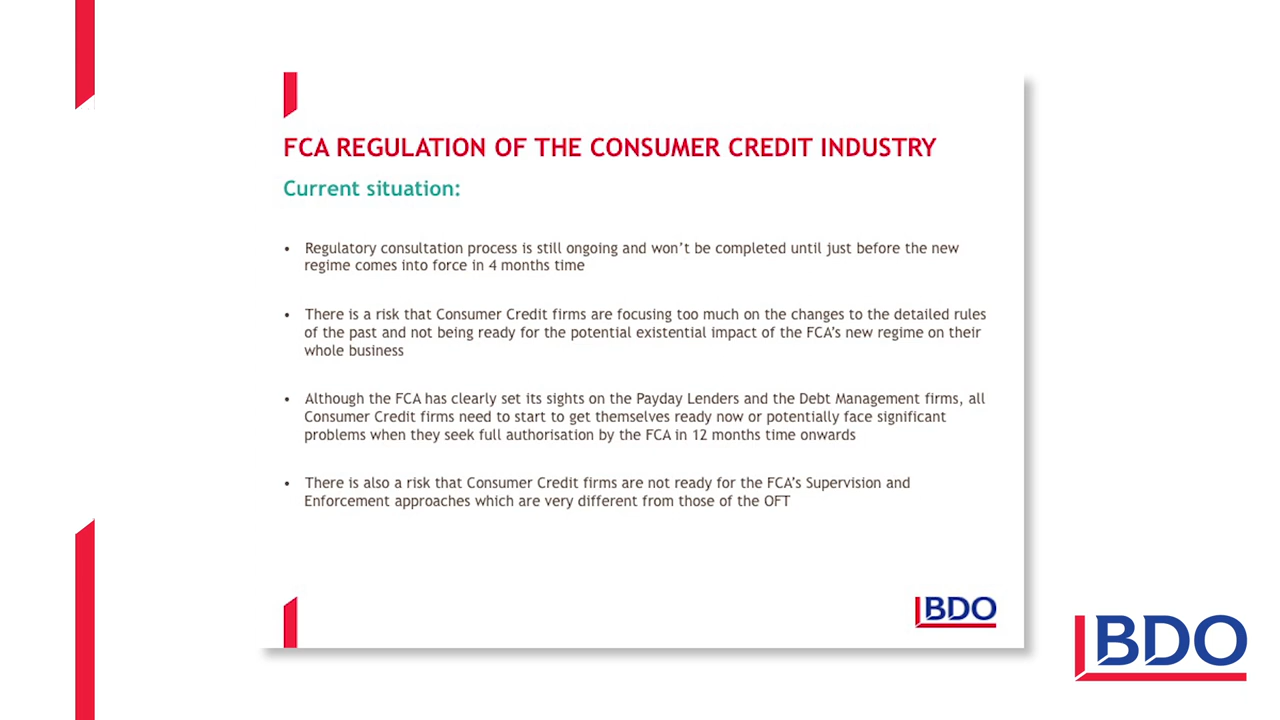 FCA REGULATION OF THE CONSUMER CREDIT INDUSTRY
Current situation:
• Regulatory consultation process is still ongoing and won’t be completed until just before the new
regime comes into force in 4 months time
• There is a risk that Consumer Credit firms are focusing too much on the changes to the detailed rules
of the past and not being ready for the potential existential impact of the FCA’s new regime on their
whole business
• Although the FCA has clearly set its sights on the Payday Lenders and the Debt Management firms, all
Consumer Credit firms need to start to get themselves ready now or potentially face significant
problems when they seek full authorisation by the FCA in 12 months time onwards
• There is also a risk that Consumer Credit firms are not ready for the FCA’s Supervision and
Enforcement approaches which are very different from those of the OFT
BDO
BDO